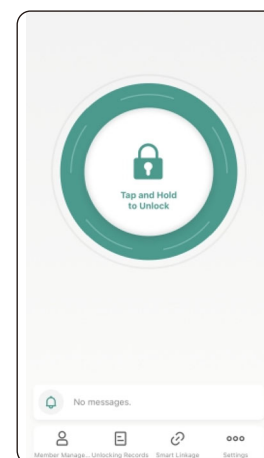 Tap and Hold
to Unlock
No messages.
Member Manage.. Unlocking Records Smart Linkage Settings